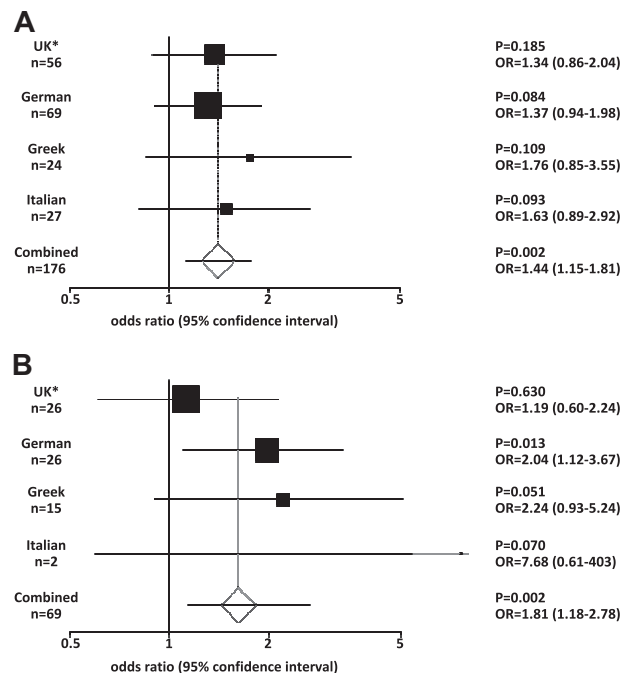 A
UK*
n=56
P=0.185
OR=1.34 (0.86-2.04)
German
n=69
P=0.084
OR=1.37 (0.94-1.98)
Greek
n=24
P=0.109
OR=1.76 (0.85-3.55)
Italian
n=27
P=0.093
OR=1.63 (0.89-2.92)
Combined
n=176
P=0.002
OR=1.44 (1.15-1.81)
0.5 1 2 5
odds ratio (95% confidence interval)
B
UK*
n=26
P=0.630
OR=1.19 (0.60-2.24)
German
n=26
P=0.013
OR=2.04 (1.12-3.67)
Greek
n=15
P=0.051
OR=2.24 (0.93-5.24)
Italian
n=2
P=0.070
OR=7.68 (0.61-403)
Combined
n=69
P=0.002
OR=1.81 (1.18-2.78)
0.5 1 2 5
odds ratio (95% confidence interval)